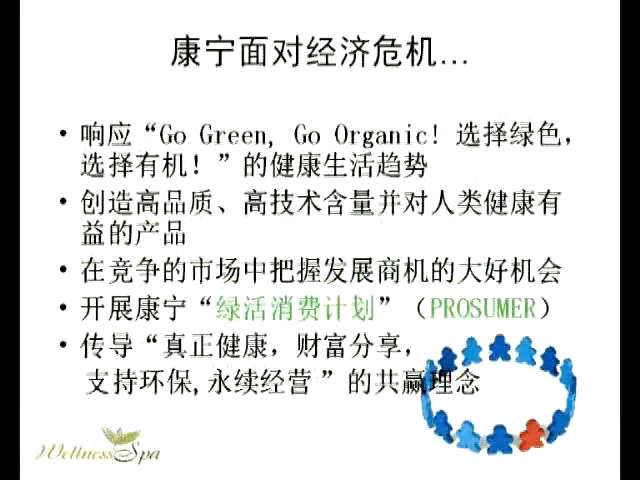 康宁面对经济危机...
• 响应“Go Green, Go Organic! 选择绿色,
选择有机!”的健康生活趋势
• 创造高品质、高技术含量并对人类健康有
益的产品
• 在竞争的市场中把握发展商机的大好机会
• 开展康宁“绿活消费计划”（PROSUMER）
• 传导“真正健康，财富分享，
支持环保,永续经营 ”的共赢理念
Wellness Spa